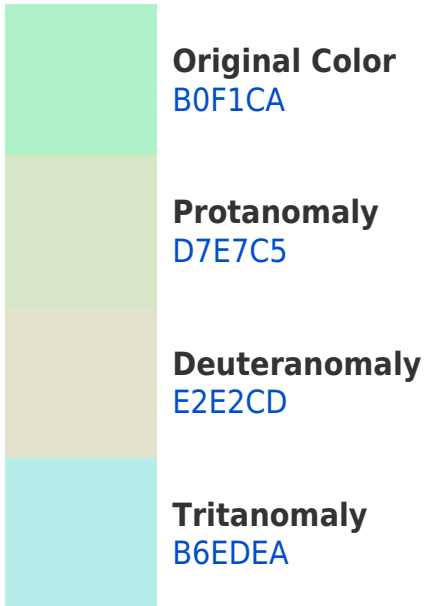 Original Color
B0F1CA
Protanomaly
D7E7C5
Deuteranomaly
E2E2CD
Tritanomaly
B6EDEA